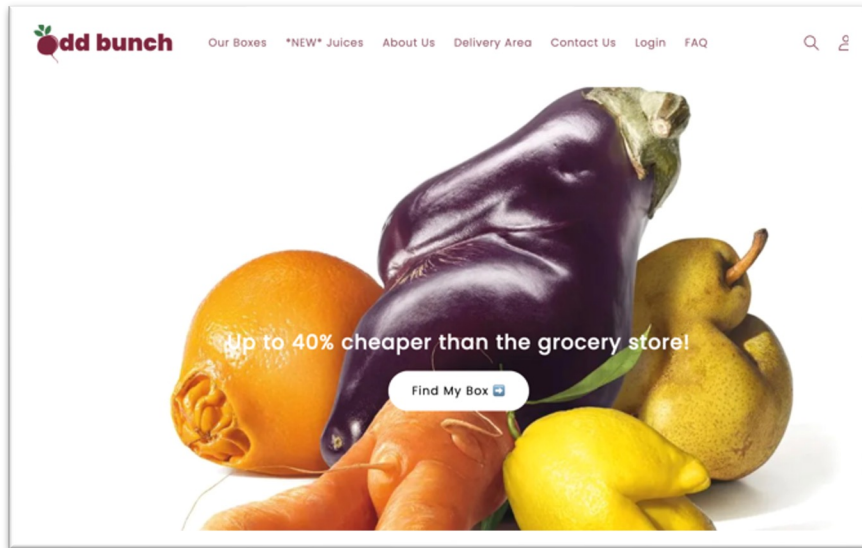 odd bunch
Our Boxes *NEW* Juices About Us Delivery Area Contact Us Login FAQ
Up to 40% cheaper than the grocery store!
Find My Box ➡️